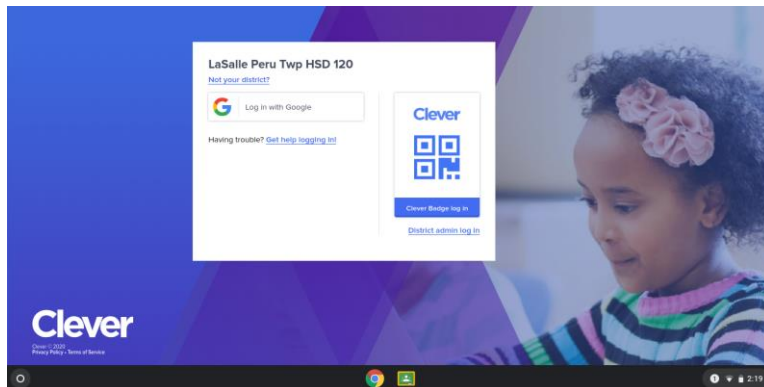 LaSalle Peru Twp HSD 120
Not your district?
Log in with Google
Having trouble? Get help logging in!
Clever
Clever Badge log in
District admin log in
Clever
Clever © 2020
Privacy Policy • Terms of Service
2:19